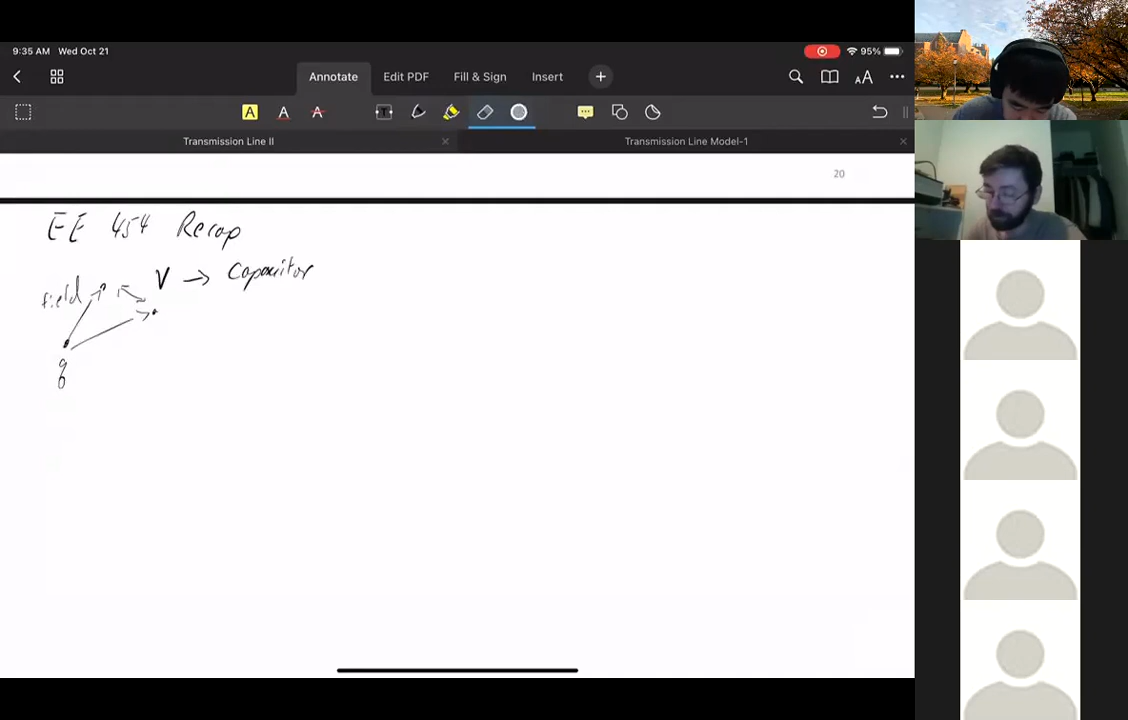 9:35 AM Wed Oct 21
95%
Annotate Edit PDF Fill & Sign Insert
A A A T AA
Transmission Line II
Transmission Line Model-1
20
EE 454 Recap
field V → Capacitor
q